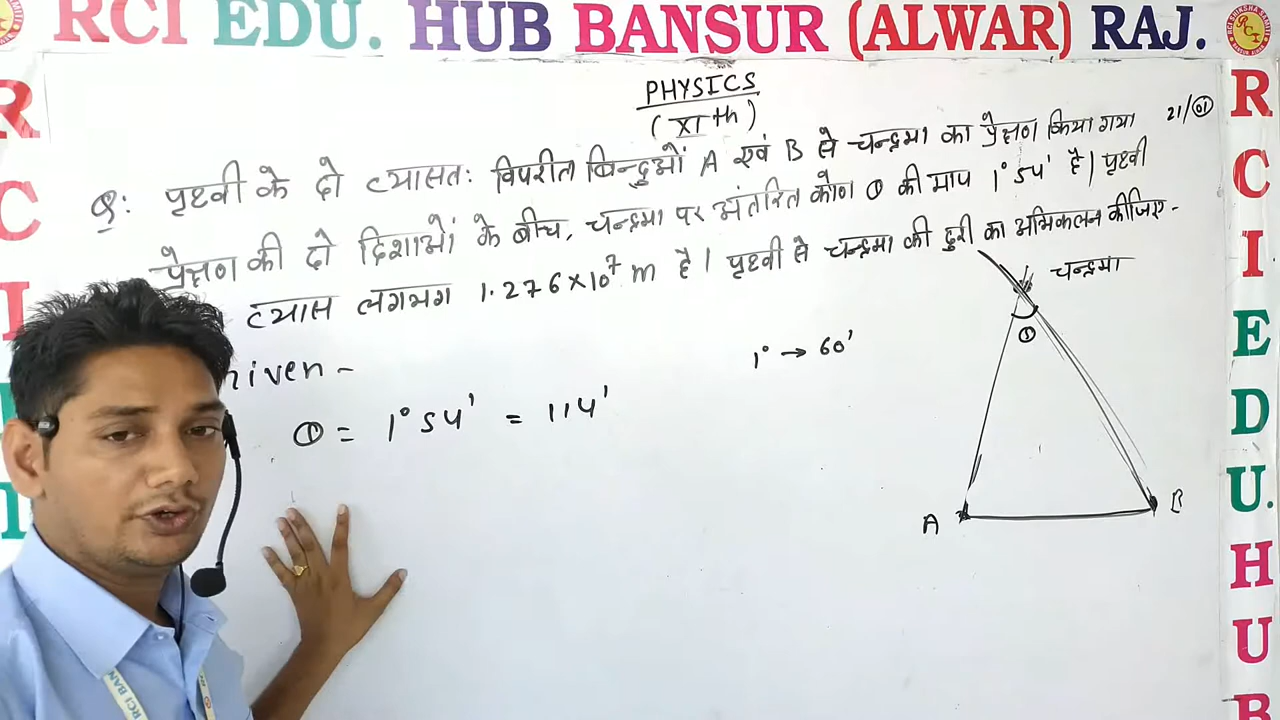 RCI EDU. HUB BANSUR (ALWAR) RAJ.
PHYSICS
(XIth)
21/01
Q: पृथ्वी के दो व्यासतः विपरीत बिन्दुओं A एवं B से चन्द्रमा का प्रेक्षण किया गया
प्रेक्षण की दो दिशाओं के बीच, चन्द्रमा पर अंतरित कोण θ की माप 1° 54' है। पृथ्वी
व्यास लगभग 1.276×10⁷ m है। पृथ्वी से चन्द्रमा की दुरी का अभिकलन कीजिए-
चन्द्रमा
θ
1° → 60'
θ = 1° 54' = 114'
A
B
R
C
I
R
C
I
E
D
U.
H
U
B